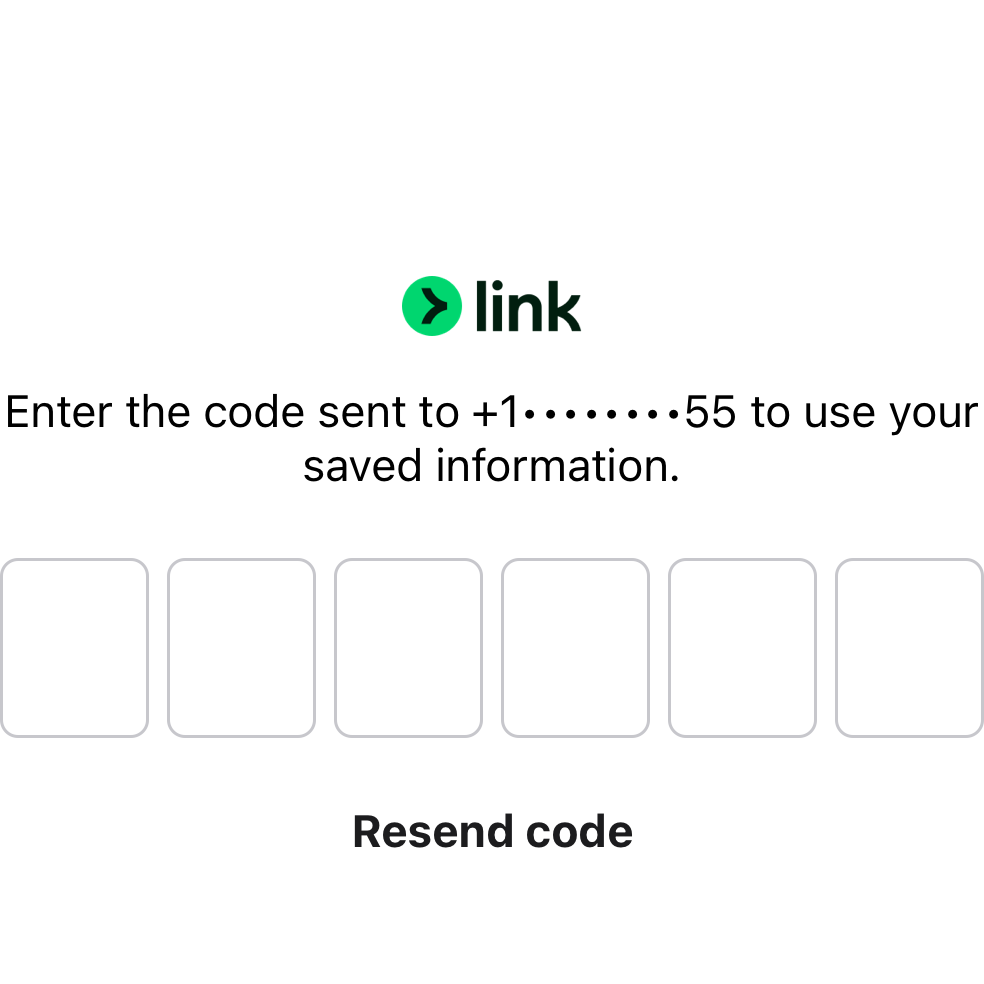 link
Enter the code sent to +1••••••••55 to use your
saved information.
Resend code